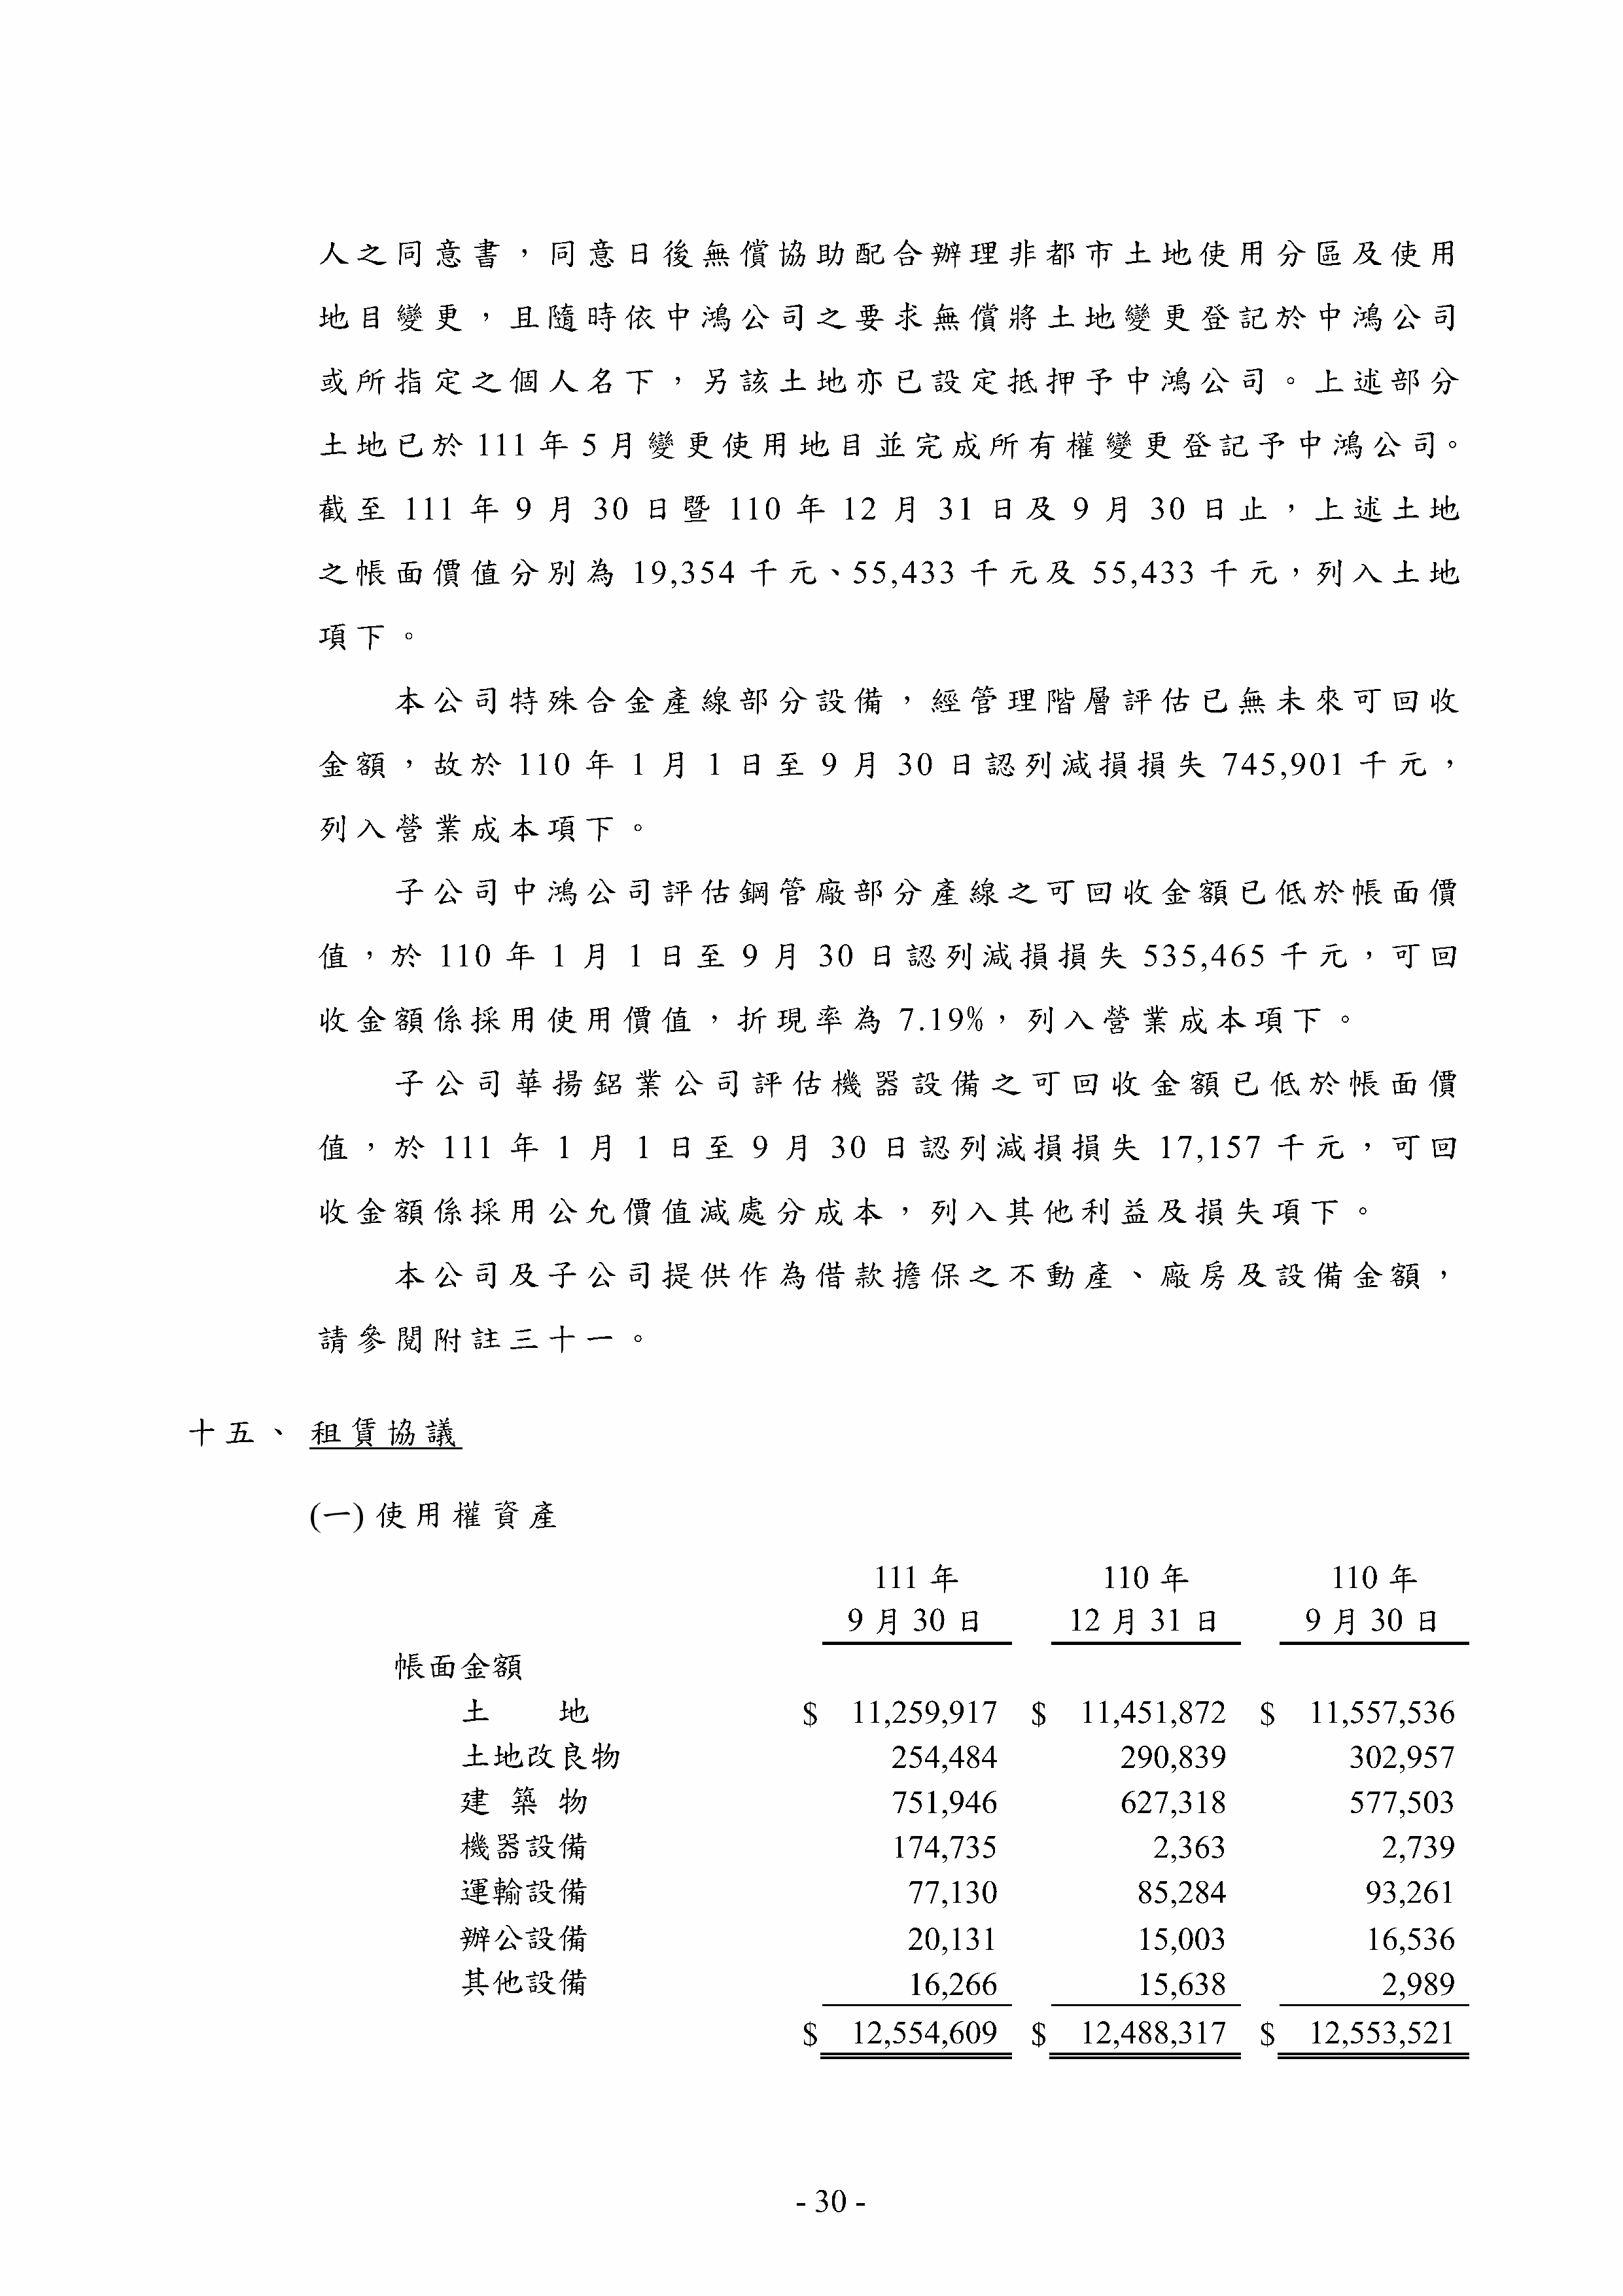 人之同意書，同意日後無償協助配合辦理非都市土地使用分區及使用
地目變更，且隨時依中鴻公司之要求無償將土地變更登記於中鴻公司
或所指定之個人名下，另該土地亦已設定抵押予中鴻公司。上述部分
土地已於 111 年 5 月變更使用地目並完成所有權變更登記予中鴻公司。
截至 111 年 9 月 30 日暨 110 年 12 月 31 日及 9 月 30 日止，上述土地
之帳面價值分別為 19,354 千元、55,433 千元及 55,433 千元，列入土地
項下。
本公司特殊合金產線部分設備，經管理階層評估已無未來可回收
金額，故於 110 年 1 月 1 日至 9 月 30 日認列減損損失 745,901 千元，
列入營業成本項下。
子公司中鴻公司評估鋼管廠部分產線之可回收金額已低於帳面價
值，於 110 年 1 月 1 日至 9 月 30 日認列減損損失 535,465 千元，可回
收金額係採用使用價值，折現率為 7.19%，列入營業成本項下。
子公司華揚鋁業公司評估機器設備之可回收金額已低於帳面價
值，於 111 年 1 月 1 日至 9 月 30 日認列減損損失 17,157 千元，可回
收金額係採用公允價值減處分成本，列入其他利益及損失項下。
本公司及子公司提供作為借款擔保之不動產、廠房及設備金額，
請參閱附註三十一。
十五、 租賃協議
(一) 使用權資產
111 年 110 年 110 年
9 月 30 日 12 月 31 日 9 月 30 日
帳面金額
土 地 $ 11,259,917 $ 11,451,872 $ 11,557,536
土地改良物 254,484 290,839 302,957
建 築 物 751,946 627,318 577,503
機器設備 174,735 2,363 2,739
運輸設備 77,130 85,284 93,261
辦公設備 20,131 15,003 16,536
其他設備 16,266 15,638 2,989
$ 12,554,609 $ 12,488,317 $ 12,553,521
- 30 -